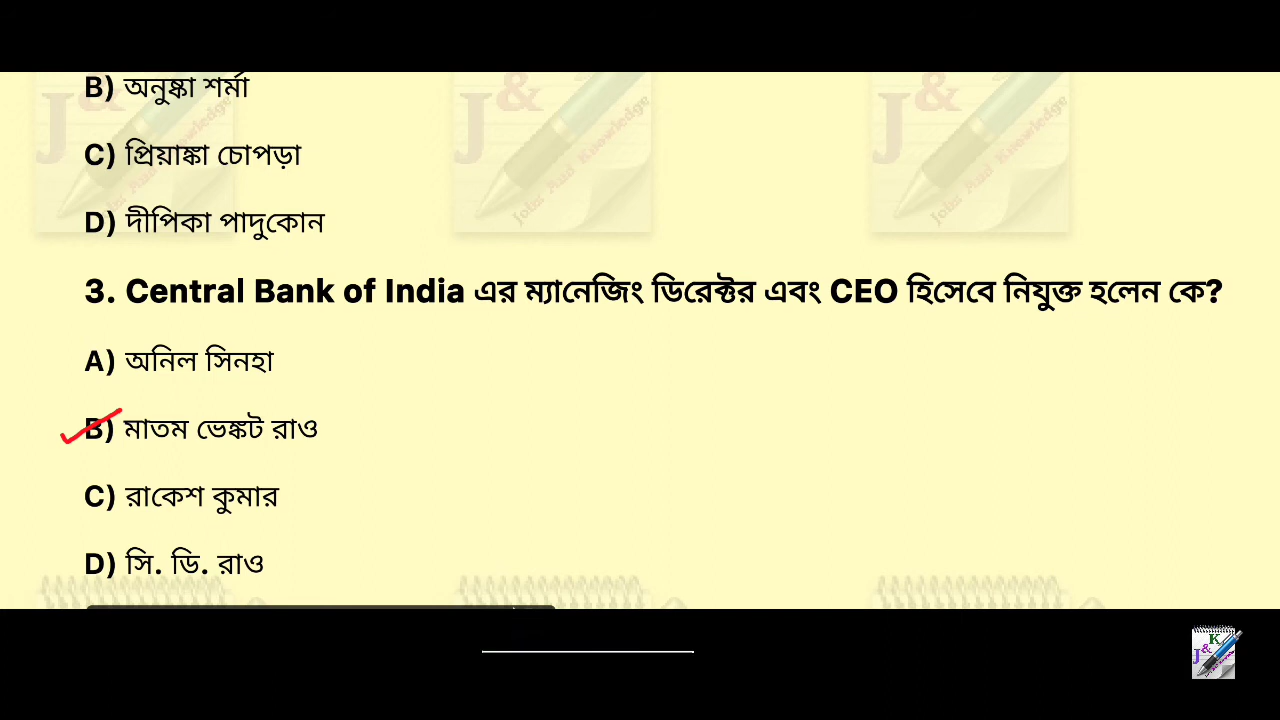 B) অনুষ্কা শর্মা
C) প্রিয়াঙ্কা চোপড়া
D) দীপিকা পাদুকোন
3. Central Bank of India এর ম্যানেজিং ডিরেক্টর এবং CEO হিসেবে নিযুক্ত হলেন কে?
A) অনিল সিনহা
B) মাতম ভেঙ্কট রাও
C) রাকেশ কুমার
D) সি. ডি. রাও
J&K